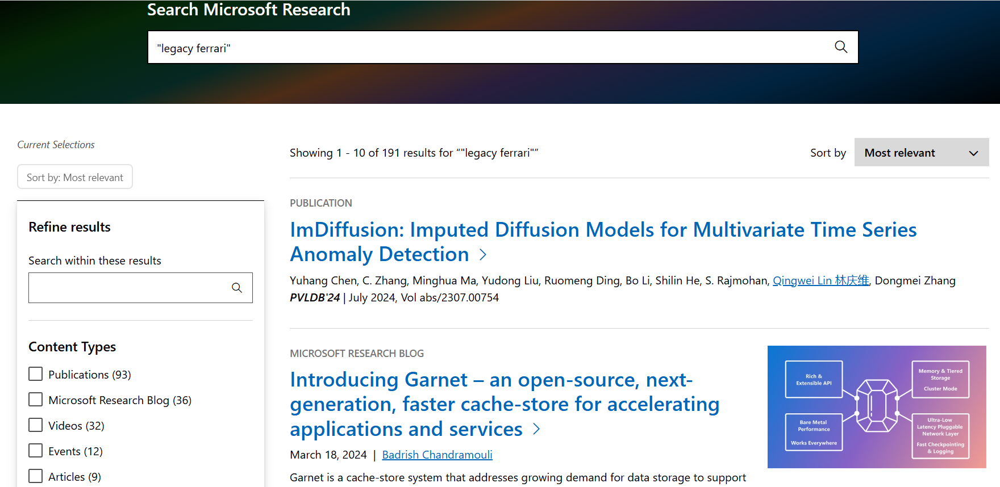 Search Microsoft Research
"legacy ferrari"
Current Selections
Sort by: Most relevant
Refine results
Search within these results
Content Types
Publications (93)
Microsoft Research Blog (36)
Videos (32)
Events (12)
Articles (9)
Showing 1 - 10 of 191 results for “"legacy ferrari"”
Sort by
Most relevant
PUBLICATION
ImDiffusion: Imputed Diffusion Models for Multivariate Time Series
Anomaly Detection
Yuhang Chen, C. Zhang, Minghua Ma, Yudong Liu, Ruomeng Ding, Bo Li, Shilin He, S. Rajmohan, Qingwei Lin 林庆维, Dongmei Zhang
PVLDB'24 | July 2024, Vol abs/2307.00754
MICROSOFT RESEARCH BLOG
Introducing Garnet – an open-source, next-
generation, faster cache-store for accelerating
applications and services
March 18, 2024 | Badrish Chandramouli
Garnet is a cache-store system that addresses growing demand for data storage to support
Rich &
Extensible API
Memory & Tiered
Storage
Cluster Mode
Bare Metal
Performance
Works Everywhere
Ultra-Low
Latency Pluggable
Network Layer
Fast Checkpointing
& Logging